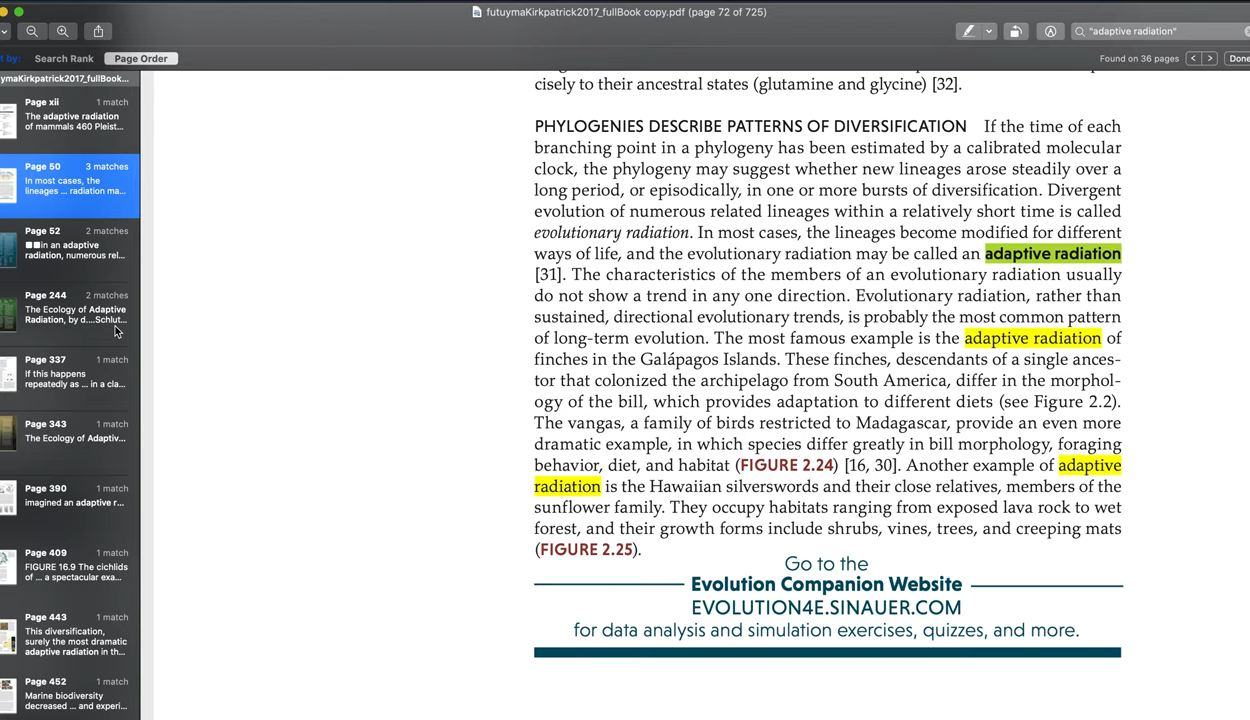 futuymaKirkpatrick2017_fullBook copy.pdf (page 72 of 725)
"adaptive radiation"
t by:
Search Rank
Page Order
Found on 36 pages
Done
ymaKirkpatrick2017_fullBook...
Page xii 1 match
The adaptive radiation
of mammals 460 Pleist...
Page 50 3 matches
In most cases, the
lineages ... radiation ma...
Page 52 2 matches
■■in an adaptive
radiation, numerous rel...
Page 244 2 matches
The Ecology of Adaptive
Radiation, by d....Schlut...
Page 337 1 match
If this happens
repeatedly as ... in a cla...
Page 343 1 match
The Ecology of Adaptiv...
Page 390 1 match
imagined an adaptive r...
Page 409 1 match
FIGURE 16.9 The cichlids
of ... a spectacular exa...
Page 443 1 match
This diversification,
surely the most dramatic
adaptive radiation in th...
Page 452 1 match
Marine biodiversity
decreased ... and experi...
cisely to their ancestral states (glutamine and glycine) [32].
PHYLOGENIES DESCRIBE PATTERNS OF DIVERSIFICATION If the time of each
branching point in a phylogeny has been estimated by a calibrated molecular
clock, the phylogeny may suggest whether new lineages arose steadily over a
long period, or episodically, in one or more bursts of diversification. Divergent
evolution of numerous related lineages within a relatively short time is called
evolutionary radiation. In most cases, the lineages become modified for different
ways of life, and the evolutionary radiation may be called an adaptive radiation
[31]. The characteristics of the members of an evolutionary radiation usually
do not show a trend in any one direction. Evolutionary radiation, rather than
sustained, directional evolutionary trends, is probably the most common pattern
of long-term evolution. The most famous example is the adaptive radiation of
finches in the Galápagos Islands. These finches, descendants of a single ances-
tor that colonized the archipelago from South America, differ in the morphol-
ogy of the bill, which provides adaptation to different diets (see Figure 2.2).
The vangas, a family of birds restricted to Madagascar, provide an even more
dramatic example, in which species differ greatly in bill morphology, foraging
behavior, diet, and habitat (FIGURE 2.24) [16, 30]. Another example of adaptive
radiation is the Hawaiian silverswords and their close relatives, members of the
sunflower family. They occupy habitats ranging from exposed lava rock to wet
forest, and their growth forms include shrubs, vines, trees, and creeping mats
(FIGURE 2.25).
Go to the
Evolution Companion Website
EVOLUTION4E.SINAUER.COM
for data analysis and simulation exercises, quizzes, and more.